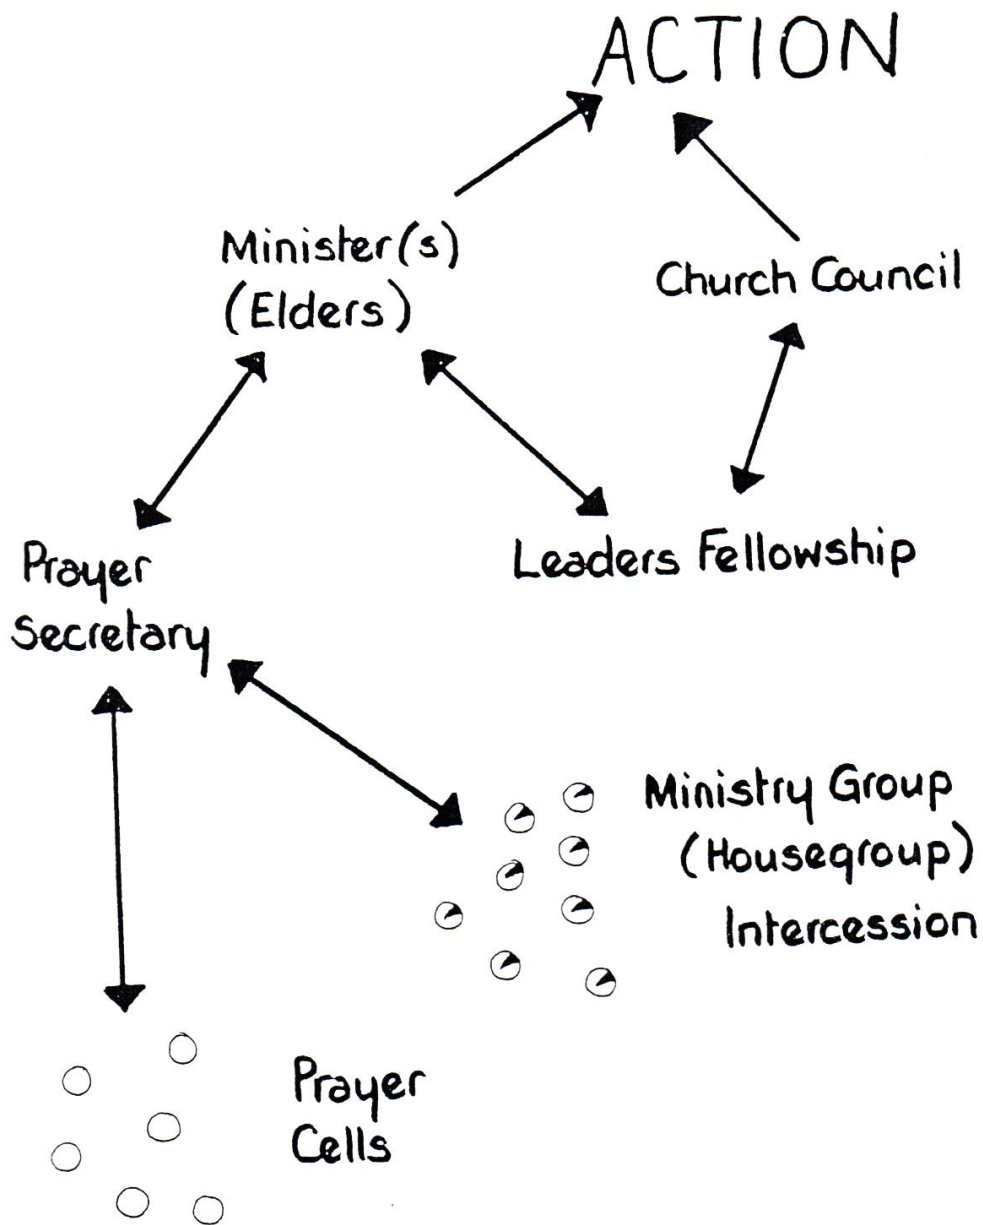 ACTION
Minister(s)
(Elders)
Church Council
Prayer
Secretary
Leaders Fellowship
Ministry Group
(Housegroup)
Intercession
Prayer
Cells